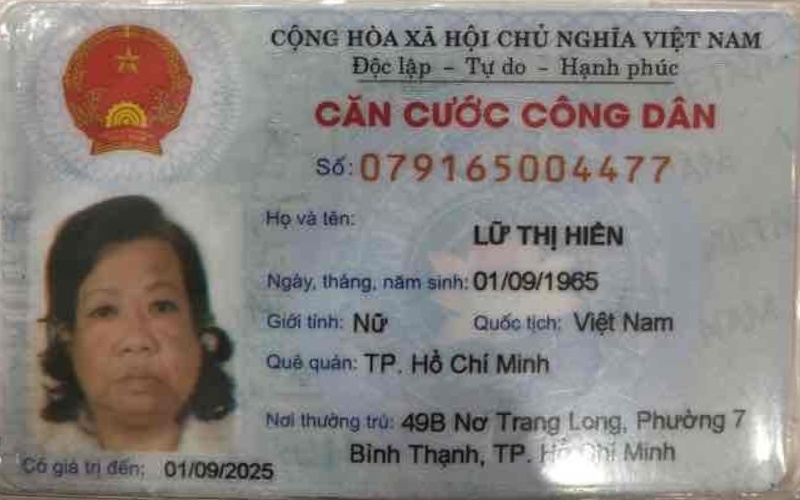 CỘNG HÒA XÃ HỘI CHỦ NGHĨA VIỆT NAM
Độc lập - Tự do - Hạnh phúc
CĂN CƯỚC CÔNG DÂN
Số: 079165004477
Họ và tên:
LỮ THỊ HIỀN
Ngày, tháng, năm sinh: 01/09/1965
Giới tính: Nữ Quốc tịch: Việt Nam
Quê quán: TP. Hồ Chí Minh
Nơi thường trú: 49B Nơ Trang Long, Phường 7
Bình Thạnh, TP. Hồ Chí Minh
Có giá trị đến: 01/09/2025